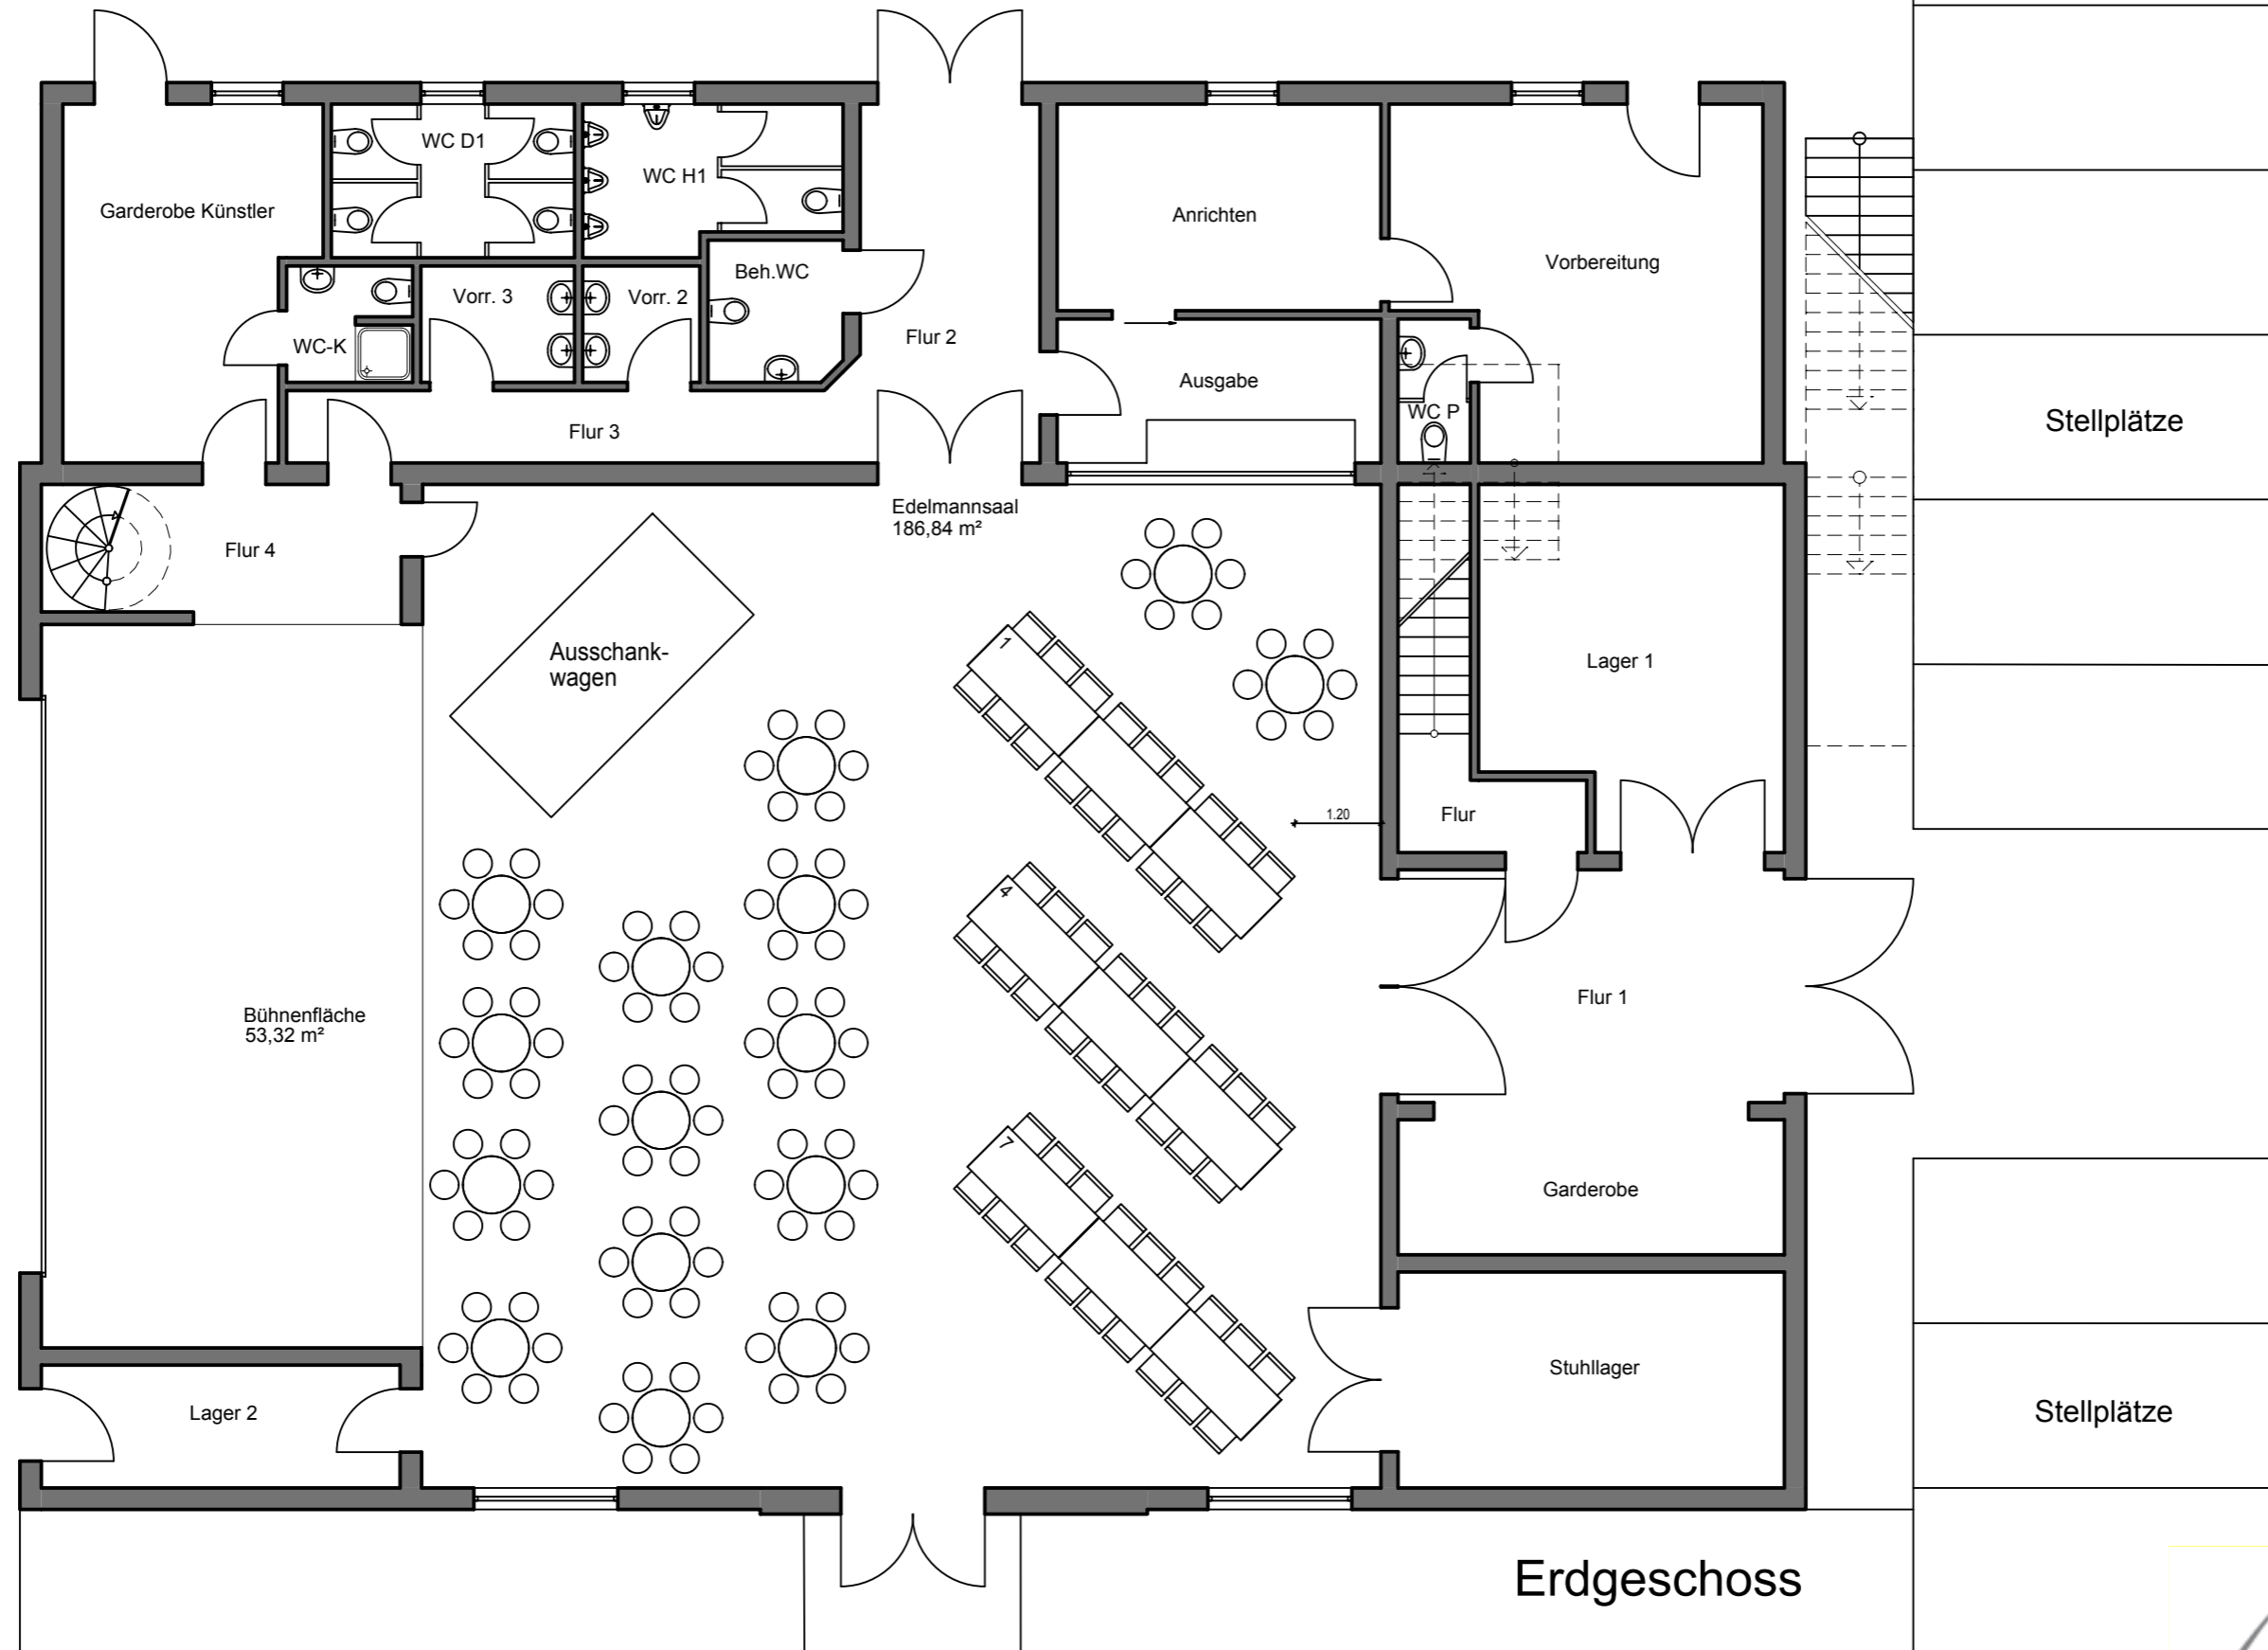 WC D1
WC H1
Garderobe Künstler
Anrichten
Vorbereitung
Beh.WC
Vorr. 3
Vorr. 2
WC-K
Flur 2
Ausgabe
WC P
Stellplätze
Flur 3
Edelmannsaal
186,84 m²
Flur 4
Ausschank-
wagen
1
Lager 1
1.20
Flur
4
Bühnenfläche
53,32 m²
Flur 1
7
Garderobe
Stuhllager
Lager 2
Stellplätze
Erdgeschoss